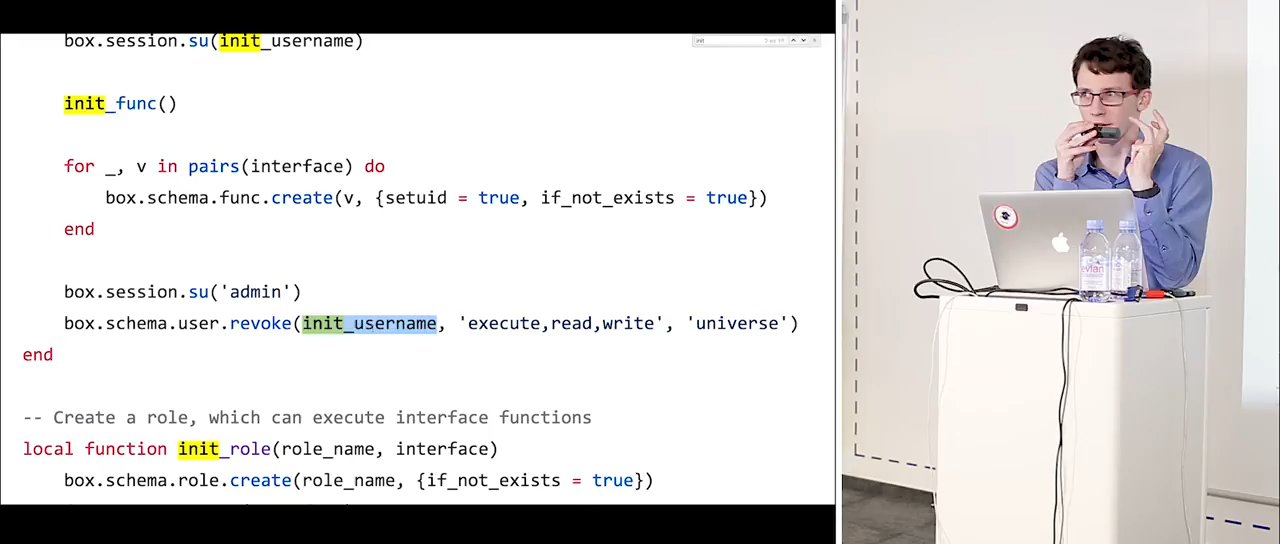 box.session.su(init_username)
init_func()
for _, v in pairs(interface) do
box.schema.func.create(v, {setuid = true, if_not_exists = true})
end
box.session.su('admin')
box.schema.user.revoke(init_username, 'execute,read,write', 'universe')
end
-- Create a role, which can execute interface functions
local function init_role(role_name, interface)
box.schema.role.create(role_name, {if_not_exists = true})
init
evian